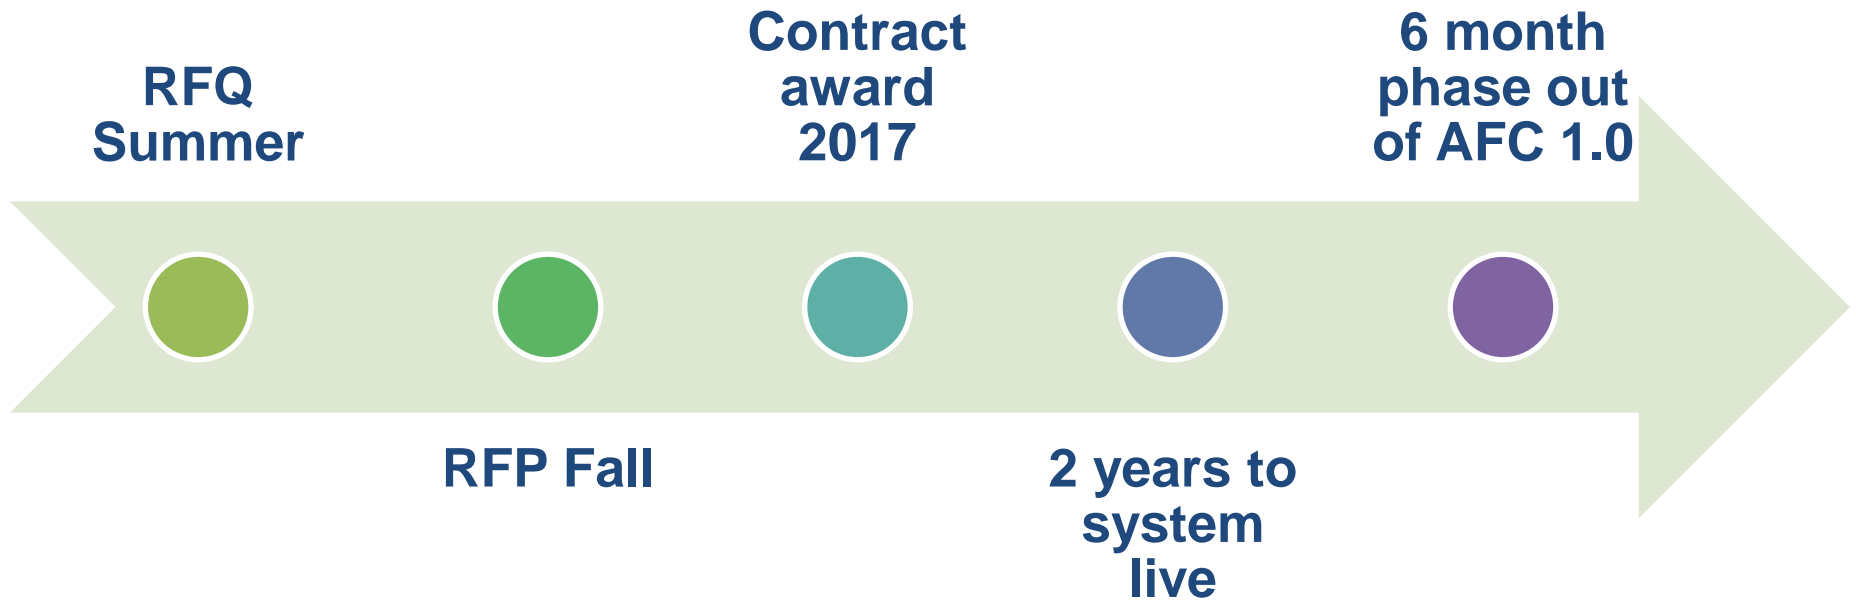 RFQ
Summer
RFP Fall
Contract
award
2017
2 years to
system
live
6 month
phase out
of AFC 1.0